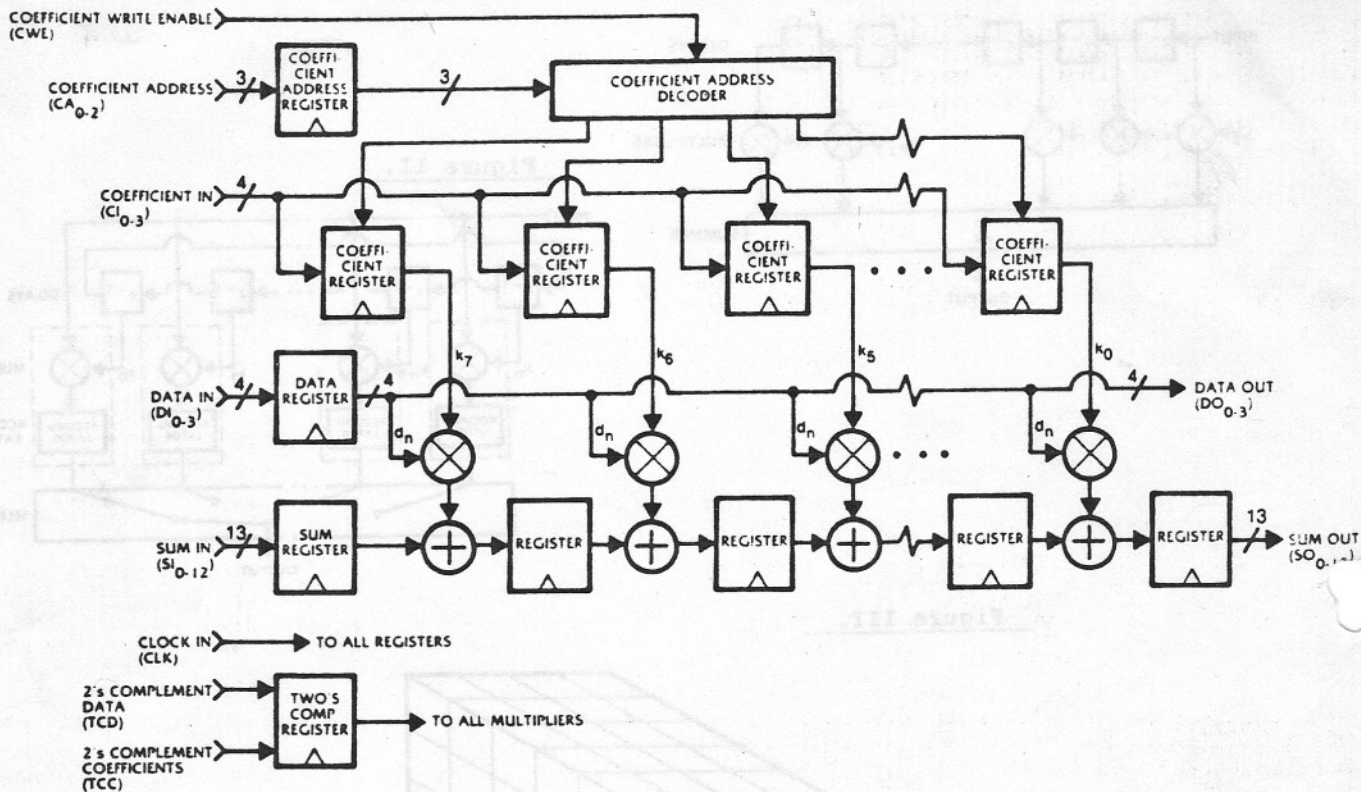 COEFFICIENT WRITE ENABLE
(CWE)
COEFFICIENT ADDRESS
(CA0-2)
3
COEFFI-
CIENT
ADDRESS
REGISTER
3
COEFFICIENT ADDRESS
DECODER
COEFFICIENT IN
(CI0-3)
4
COEFFI-
CIENT
REGISTER
COEFFI-
CIENT
REGISTER
COEFFI-
CIENT
REGISTER
COEFFI-
CIENT
REGISTER
k7
k6
k5
k0
DATA IN
(DI0-3)
4
DATA
REGISTER
4
dn
dn
dn
dn
4
DATA OUT
(DO0-3)
SUM IN
(SI0-12)
13
SUM
REGISTER
REGISTER
REGISTER
REGISTER
REGISTER
13
SUM OUT
CLOCK IN
(CLK)
TO ALL REGISTERS
2's COMPLEMENT
DATA
(TCD)
2's COMPLEMENT
COEFFICIENTS
(TCC)
TWO'S
COMP
REGISTER
TO ALL MULTIPLIERS
Figure II.
Figure III.